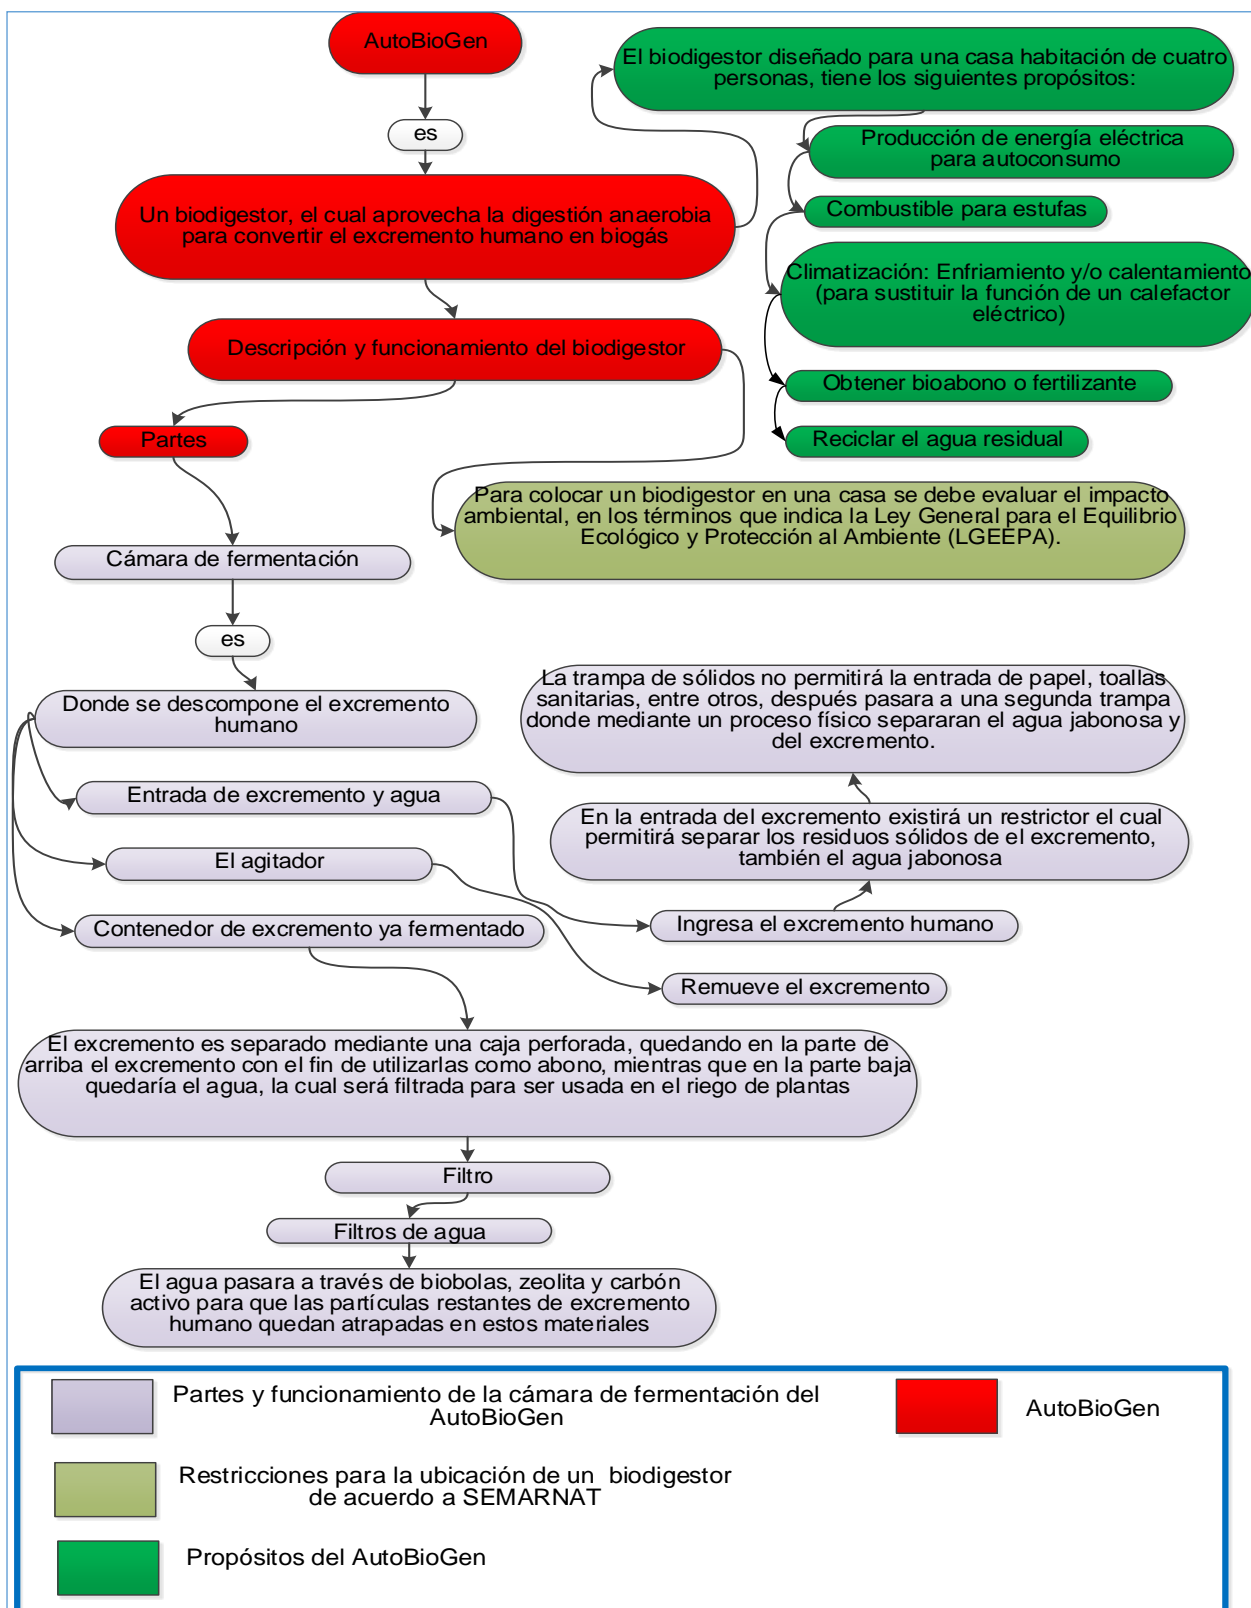 AutoBioGen
es
Un biodigestor, el cual aprovecha la digestión anaerobia
para convertir el excremento humano en biogás
Descripción y funcionamiento del biodigestor
Partes
El biodigestor diseñado para una casa habitación de cuatro
personas, tiene los siguientes propósitos:
Producción de energía eléctrica
para autoconsumo
Combustible para estufas
Climatización: Enfriamiento y/o calentamiento
(para sustituir la función de un calefactor
eléctrico)
Obtener bioabono o fertilizante
Reciclar el agua residual
Para colocar un biodigestor en una casa se debe evaluar el impacto
ambiental, en los términos que indica la Ley General para el Equilibrio
Ecológico y Protección al Ambiente (LGEEPA).
Cámara de fermentación
es
Donde se descompone el excremento
humano
Entrada de excremento y agua
El agitador
Contenedor de excremento ya fermentado
La trampa de sólidos no permitirá la entrada de papel, toallas
sanitarias, entre otros, después pasara a una segunda trampa
donde mediante un proceso físico separaran el agua jabonosa y
del excremento.
En la entrada del excremento existirá un restrictor el cual
permitirá separar los residuos sólidos de el excremento,
también el agua jabonosa
Ingresa el excremento humano
Remueve el excremento
El excremento es separado mediante una caja perforada, quedando en la parte de
arriba el excremento con el fin de utilizarlas como abono, mientras que en la parte baja
quedaría el agua, la cual será filtrada para ser usada en el riego de plantas
Filtro
Filtros de agua
El agua pasara a través de biobolas, zeolita y carbón
activo para que las partículas restantes de excremento
humano quedan atrapadas en estos materiales
Partes y funcionamiento de la cámara de fermentación del
AutoBioGen
AutoBioGen
Restricciones para la ubicación de un biodigestor
de acuerdo a SEMARNAT
Propósitos del AutoBioGen